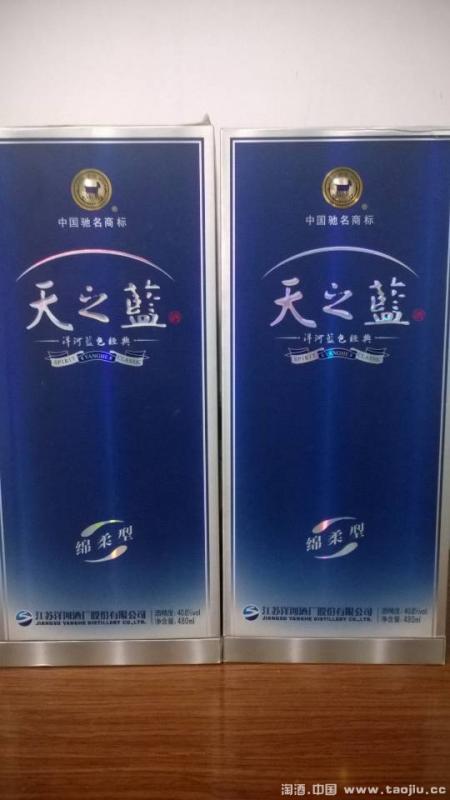 中国驰名商标
天之藍
洋河蓝色经典
SPIRIT YANGHE CLASSIC
绵柔型
江苏洋河酒厂股份有限公司
JIANGSU YANGHE DISTILLERY CO.,LTD.
酒精度: 40.8%vol
净含量: 480ml
中国驰名商标
天之藍
洋河蓝色经典
SPIRIT YANGHE CLASSIC
绵柔型
江苏洋河酒厂股份有限公司
JIANGSU YANGHE DISTILLERY CO.,LTD.
酒精度: 40.8%vol
净含量: 480ml
淘酒.中国 www.taojiu.cc